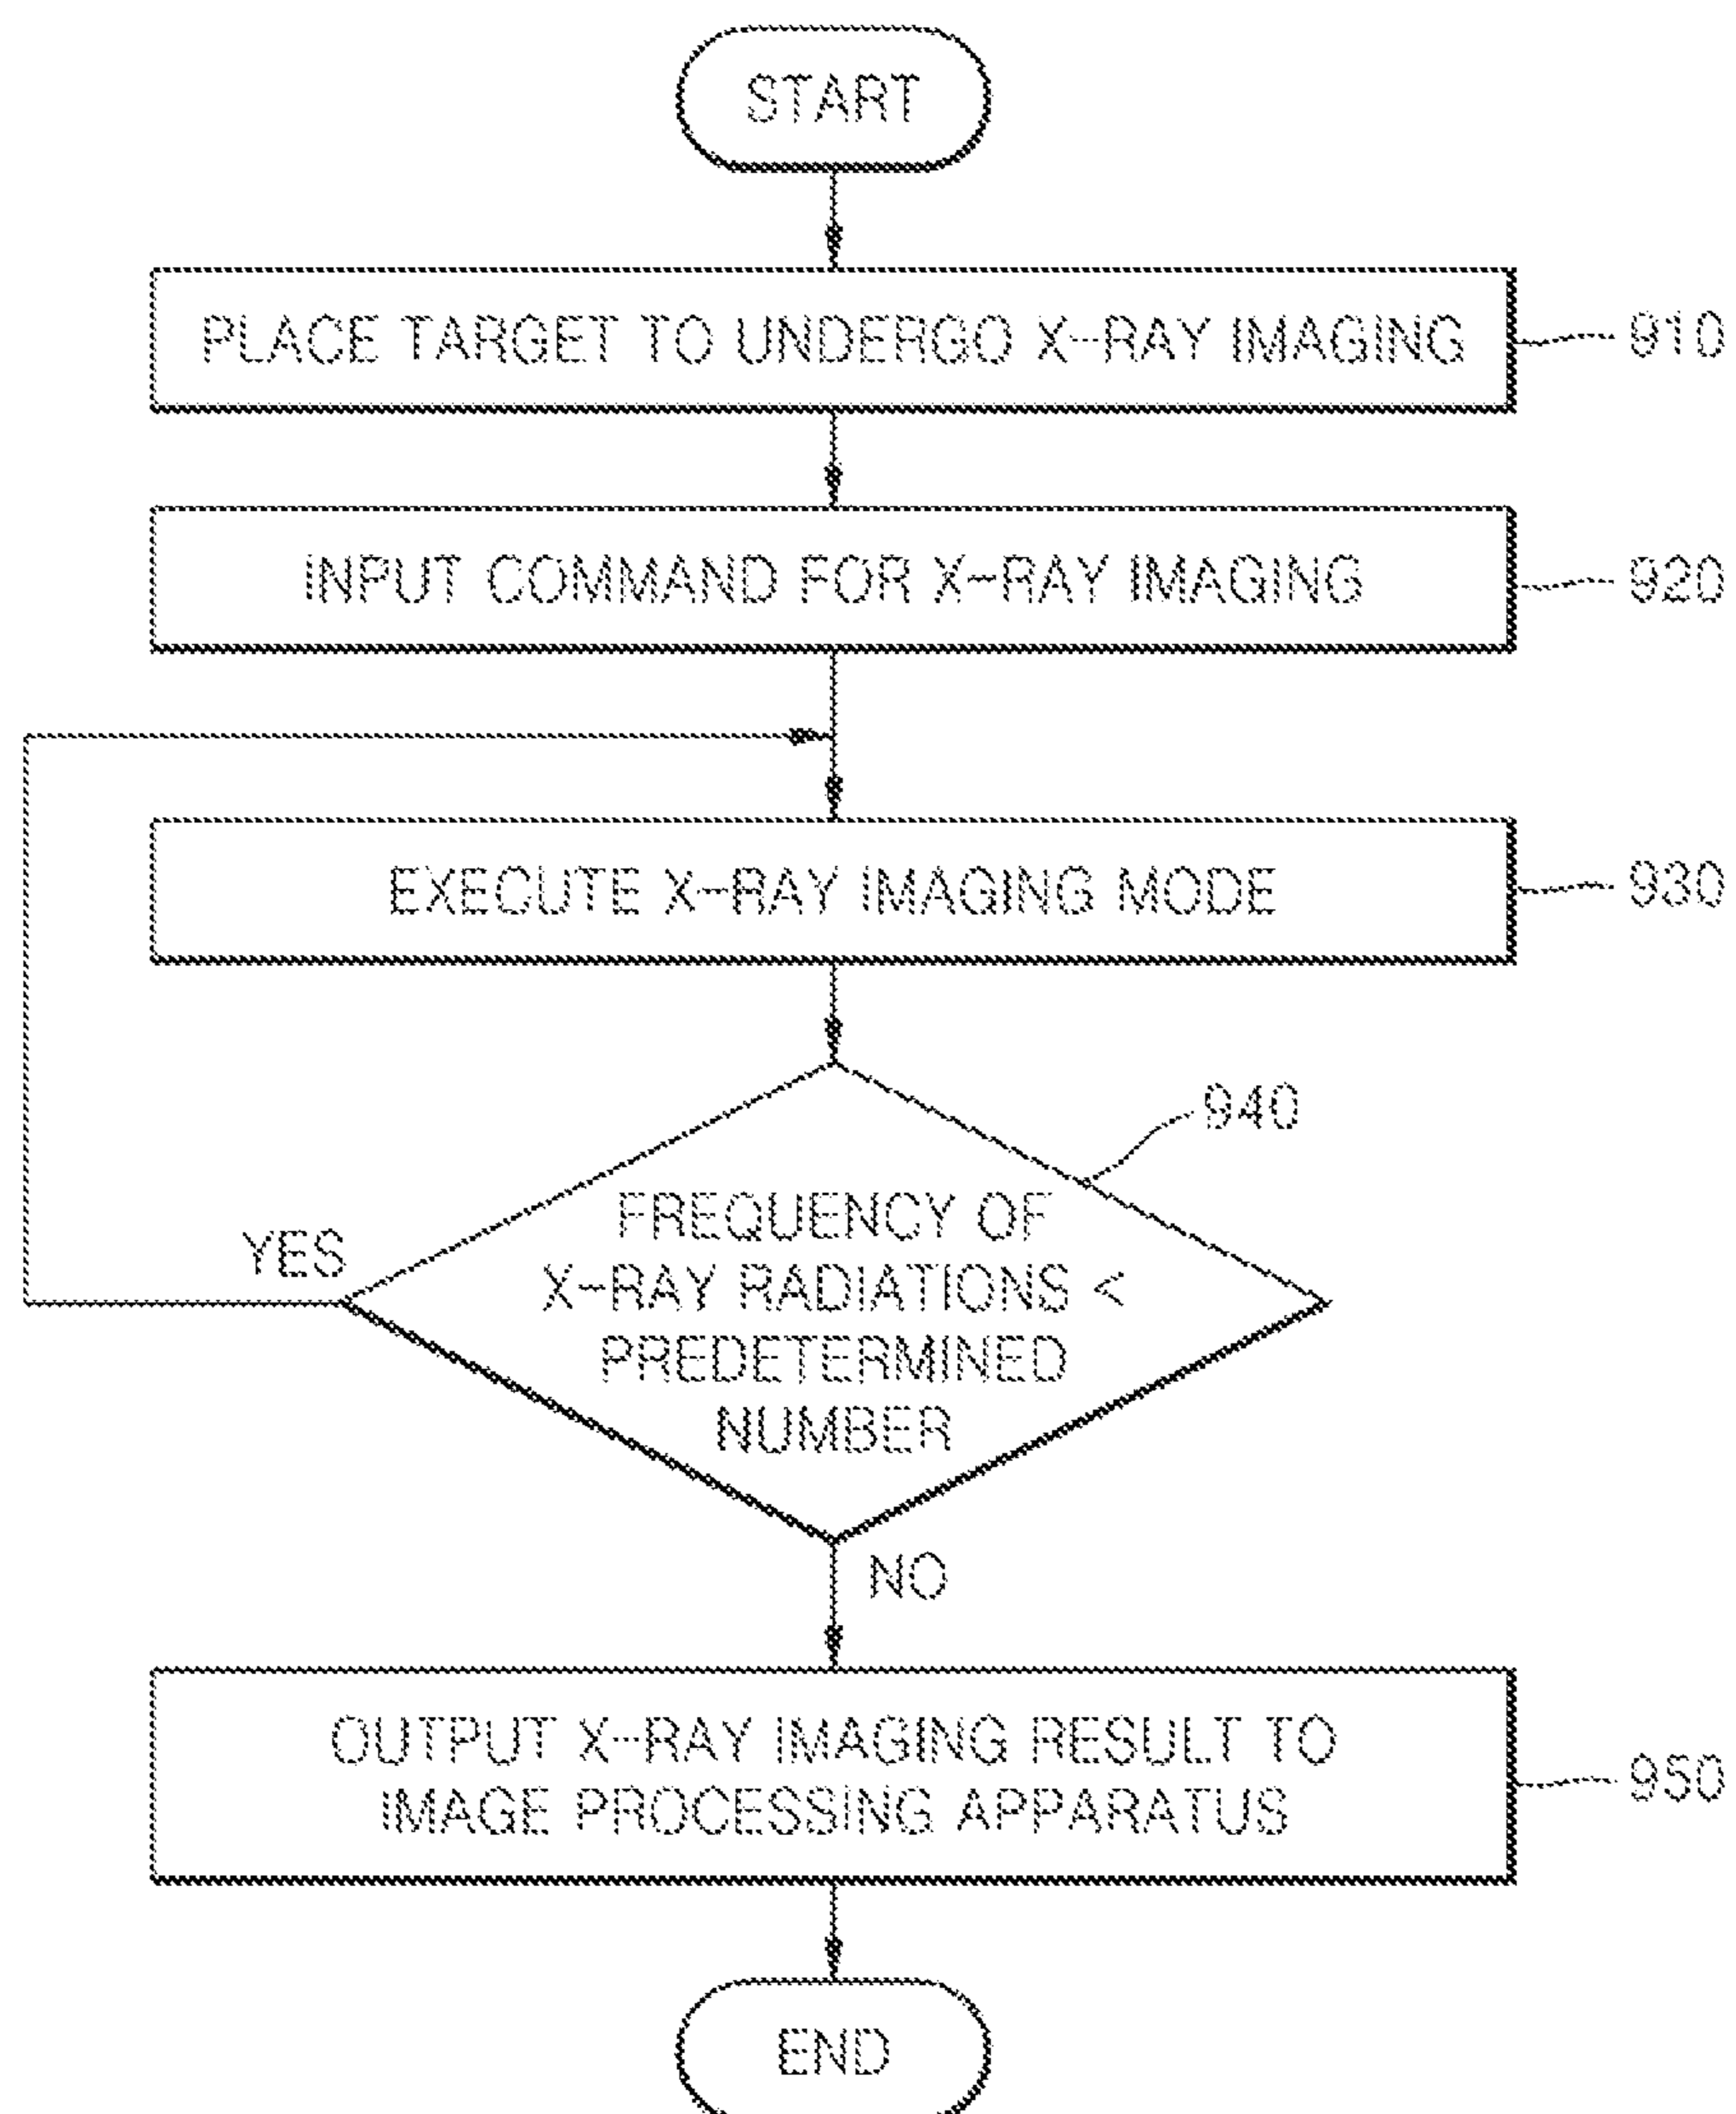 START
PLACE TARGET TO UNDERGO X-RAY IMAGING
910
INPUT COMMAND FOR X-RAY IMAGING
920
EXECUTE X-RAY IMAGING MODE
930
940
FREQUENCY OF
X-RAY RADIATIONS <
PREDETERMINED
NUMBER
YES
NO
OUTPUT X-RAY IMAGING RESULT TO
IMAGE PROCESSING APPARATUS
950
END